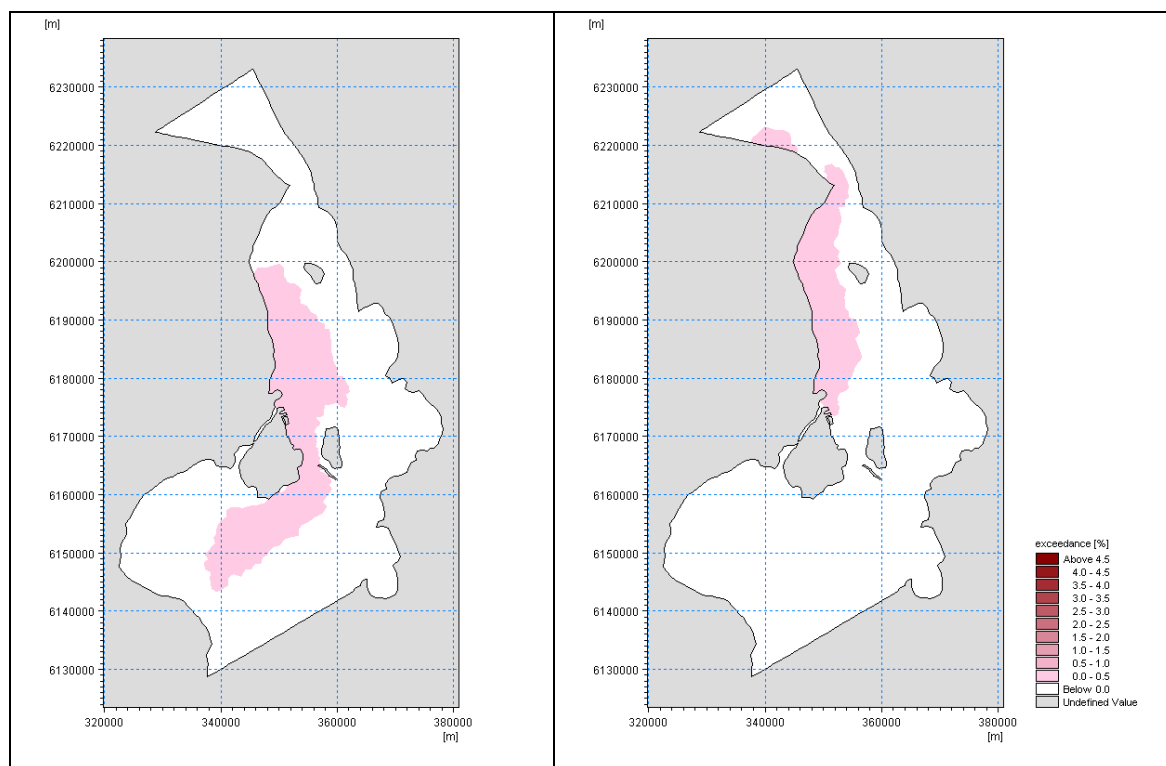 [m]
6230000
6220000
6210000
6200000
6190000
6180000
6170000
6160000
6150000
6140000
6130000
320000 340000 360000 380000
[m]
[m]
6230000
6220000
6210000
6200000
6190000
6180000
6170000
6160000
6150000
6140000
6130000
320000 340000 360000 380000
[m]
exceedance [%]
Above 4.5
4.0 - 4.5
3.5 - 4.0
3.0 - 3.5
2.5 - 3.0
2.0 - 2.5
1.5 - 2.0
1.0 - 1.5
0.5 - 1.0
0.0 - 0.5
Below 0.0
Undefined Value